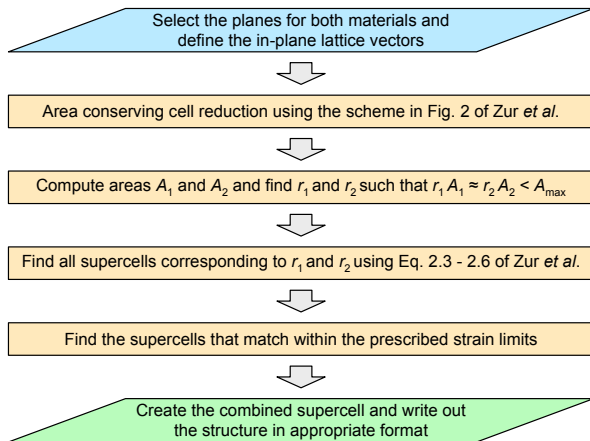 Select the planes for both materials and
define the in-plane lattice vectors
Area conserving cell reduction using the scheme in Fig. 2 of Zur et al.
Compute areas A₁ and A₂ and find r₁ and r₂ such that r₁ A₁ ≈ r₂ A₂ < Aₘₐₓ
Find all supercells corresponding to r₁ and r₂ using Eq. 2.3 - 2.6 of Zur et al.
Find the supercells that match within the prescribed strain limits
Create the combined supercell and write out
the structure in appropriate format